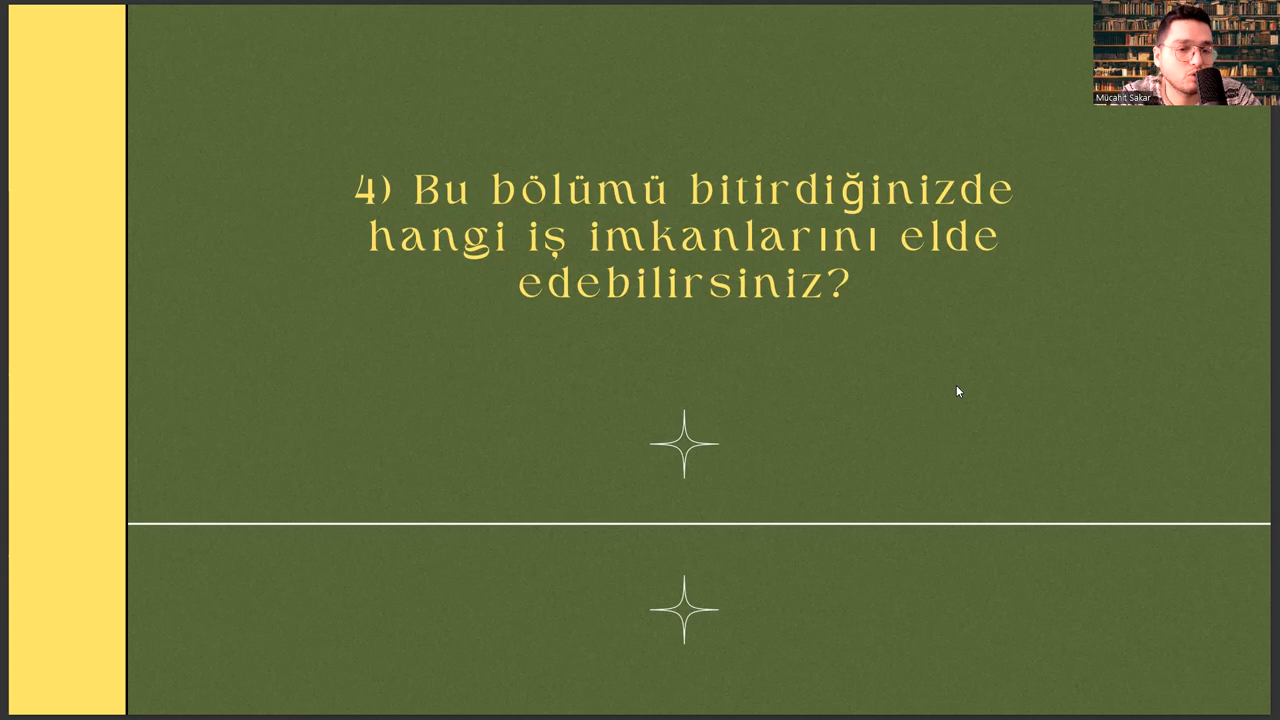 4) Bu bölümü bitirdiğinizde
hangi iş imkanlarını elde
edebilirsiniz?
Mücahit Sakar